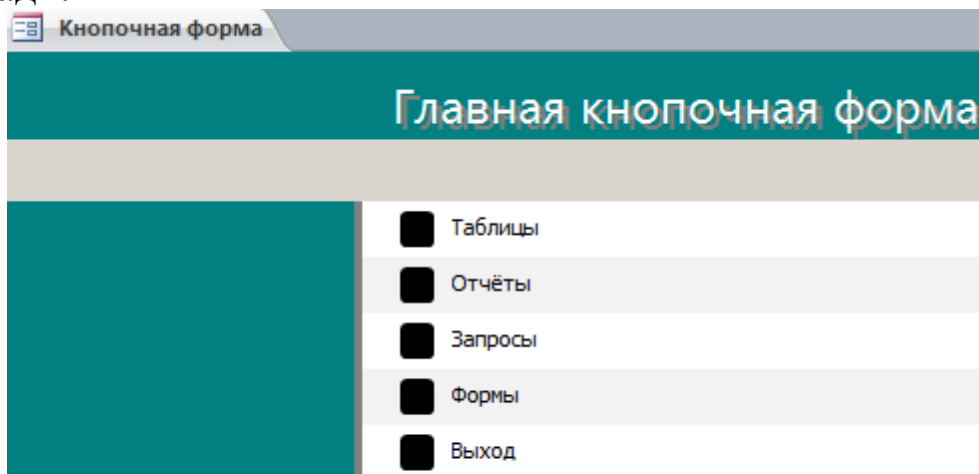 Кнопочная форма
Главная кнопочная форма
Таблицы
Отчёты
Запросы
Формы
Выход